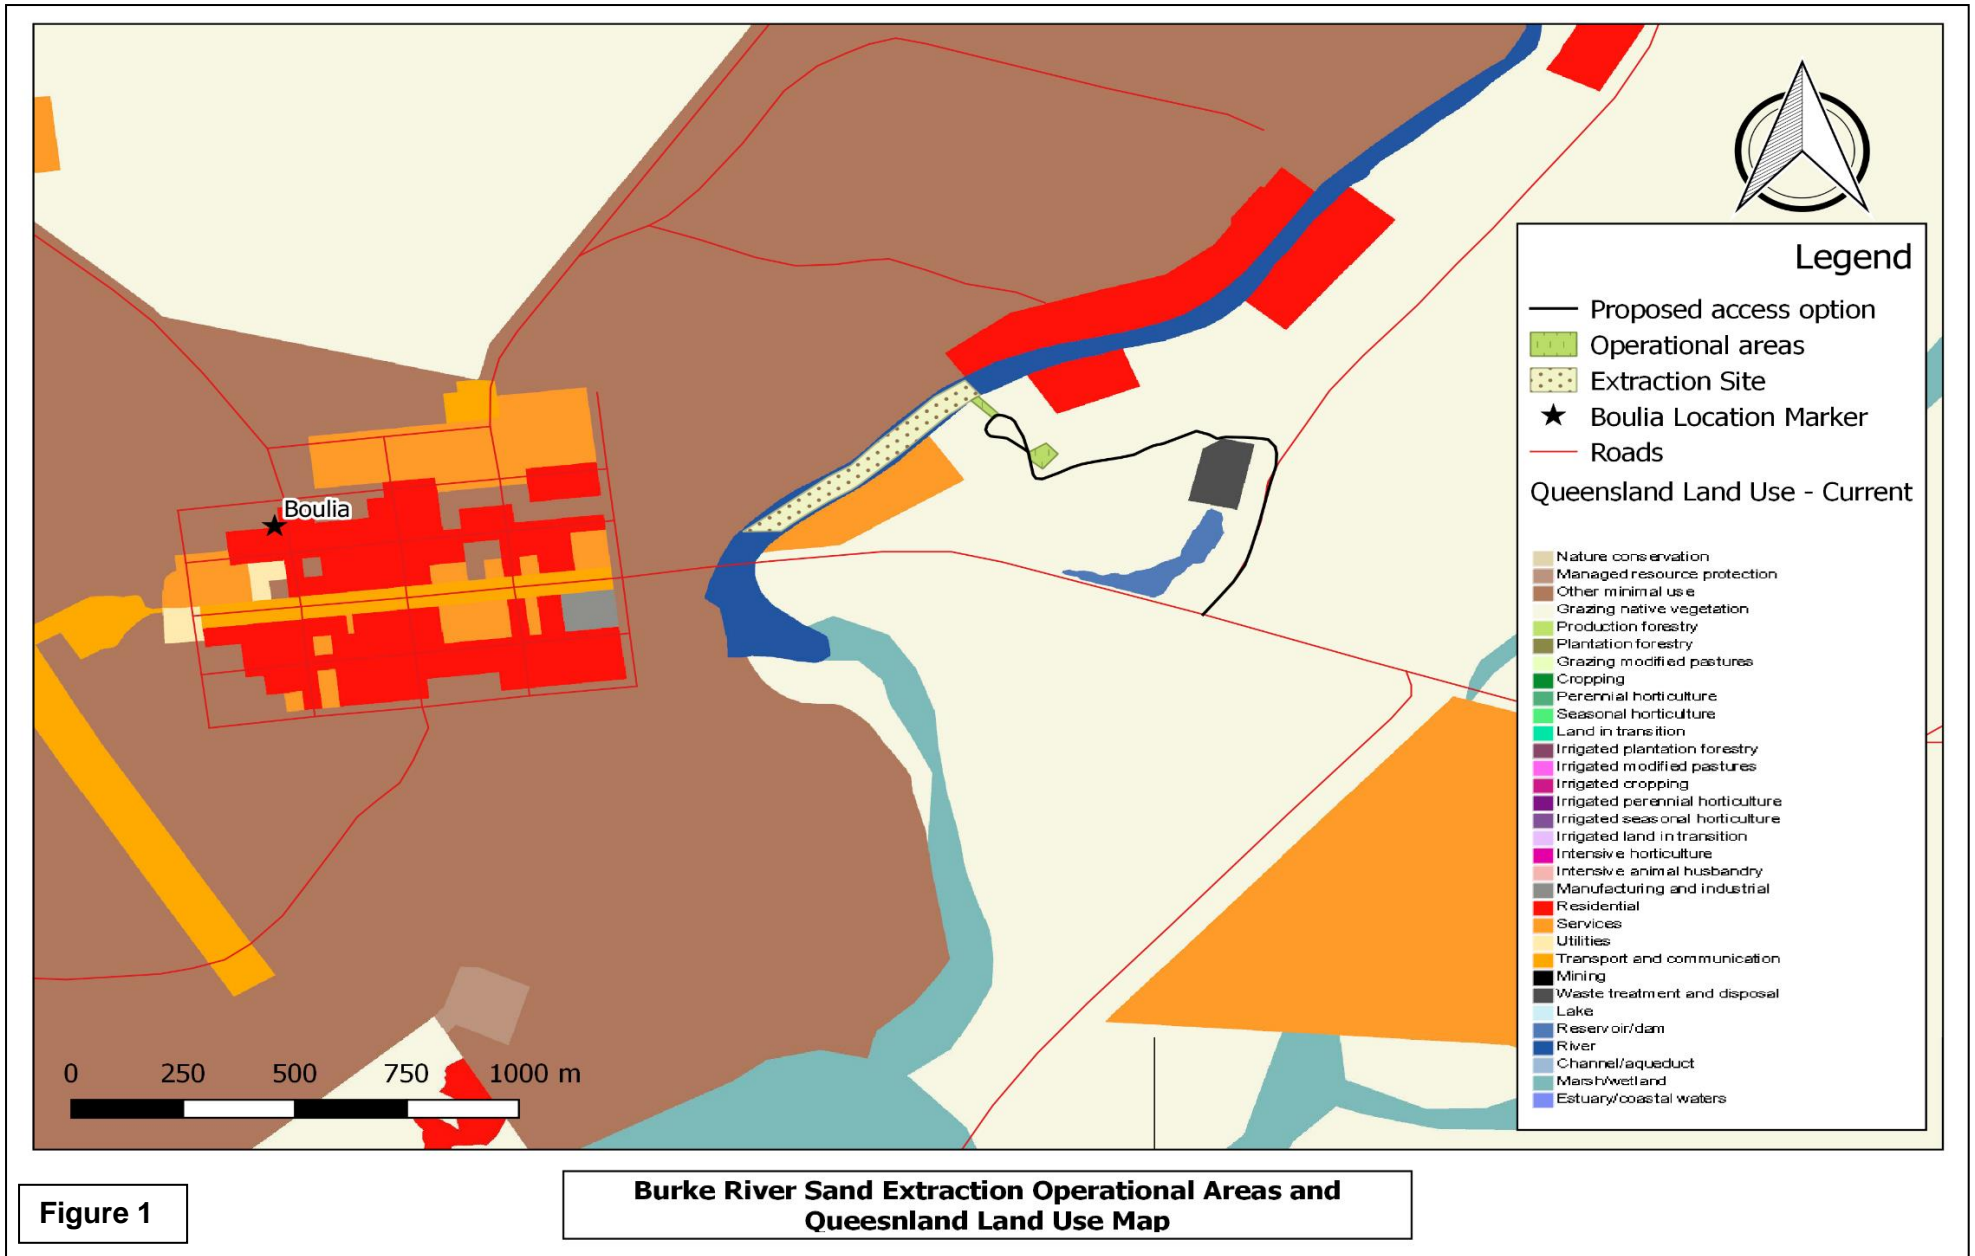 Boulia
Legend
Proposed access option
Operational areas
Extraction Site
Boulia Location Marker
Roads
Queensland Land Use - Current
Nature conservation
Managed resource protection
Other minimal use
Grazing native vegetation
Production forestry
Plantation forestry
Grazing modified pastures
Cropping
Perennial horticulture
Seasonal horticulture
Land in transition
Irrigated plantation forestry
Irrigated modified pastures
Irrigated cropping
Irrigated perennial horticulture
Irrigated seasonal horticulture
Irrigated land in transition
Intensive horticulture
Intensive animal husbandry
Manufacturing and industrial
Residential
Services
Utilities
Transport and communication
Mining
Waste treatment and disposal
Lake
Reservoir/dam
River
Channel/aqueduct
Marsh/wetland
Estuary/coastal waters
0 250 500 750 1000 m
Figure 1
Burke River Sand Extraction Operational Areas and
Queesnland Land Use Map